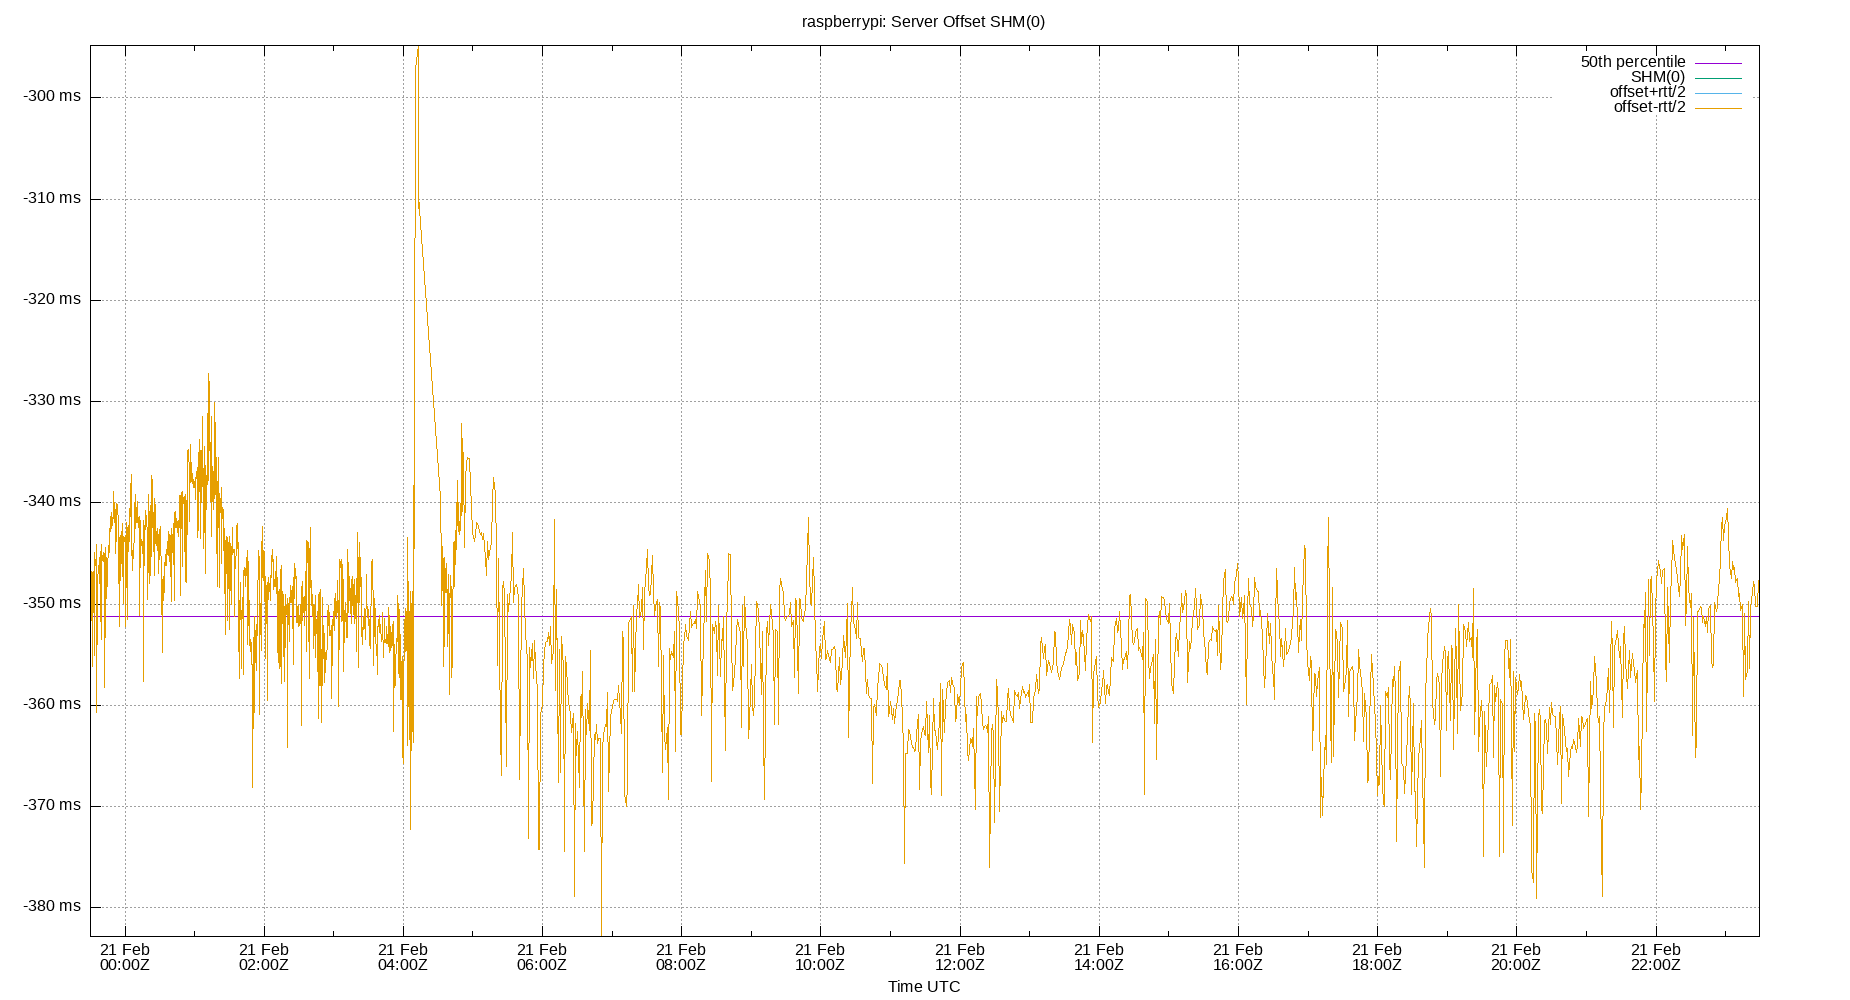 raspberrypi: Server Offset SHM(0)
50th percentile
SHM(0)
offset+rtt/2
offset-rtt/2
-300 ms
-310 ms
-320 ms
-330 ms
-340 ms
-350 ms
-360 ms
-370 ms
-380 ms
21 Feb 21 Feb 21 Feb 21 Feb 21 Feb 21 Feb 21 Feb 21 Feb 21 Feb 21 Feb 21 Feb 21 Feb
00:00Z 02:00Z 04:00Z 06:00Z 08:00Z 10:00Z 12:00Z 14:00Z 16:00Z 18:00Z 20:00Z 22:00Z
Time UTC